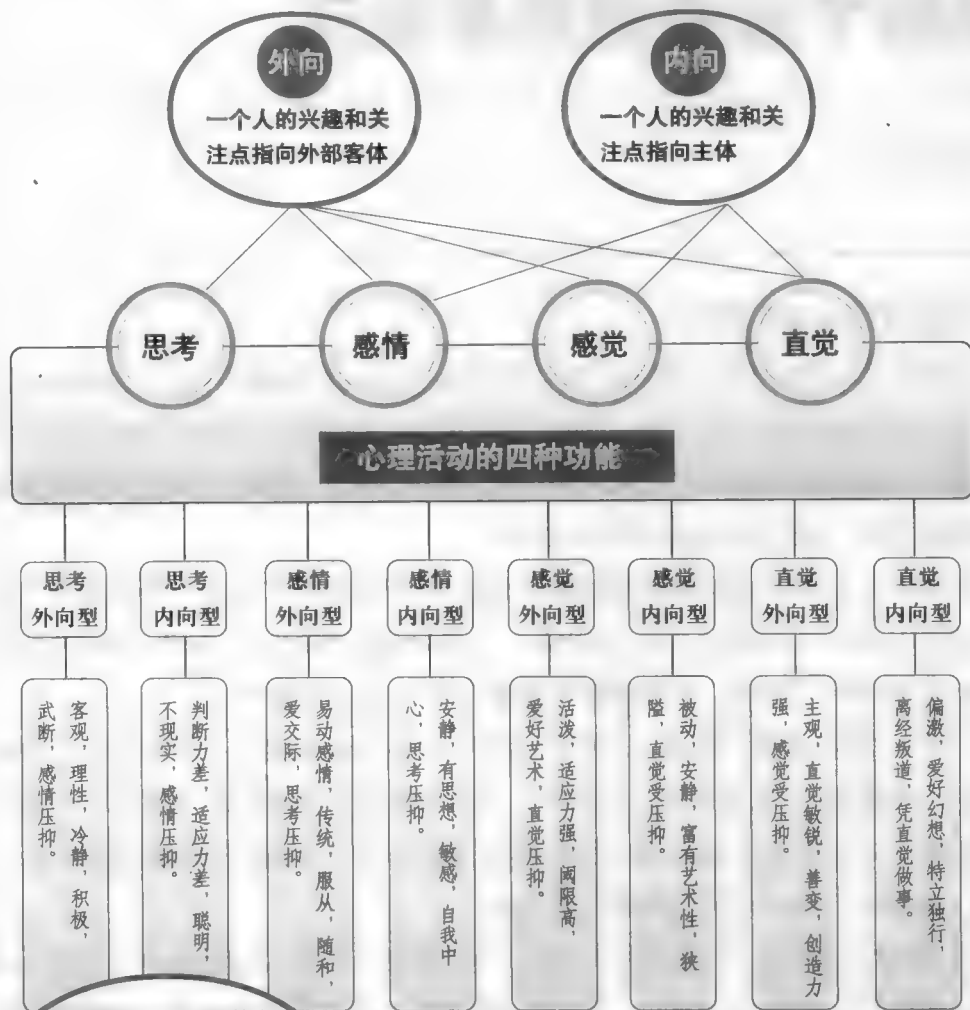 外向
一个人的兴趣和关
注点指向外部客体
内向
一个人的兴趣和关
注点指向主体
思考
感情
感觉
直觉
心理活动的四种功能
思考
外向型
思考
内向型
感情
外向型
感情
内向型
感觉
外向型
感觉
内向型
直觉
外向型
直觉
内向型
客观，理性，冷静，积极，
武断，感情压抑。
判断力差，适应力差，聪明，
不现实，感情压抑。
易动感情，传统，服从，随和，
爱交际，思考压抑。
安静，有思想，敏感，自我中
心，思考压抑。
活泼，适应力强，阈限高，
爱好艺术，直觉压抑。
被动，安静，富有艺术性，狭
隘，直觉受压抑。
主观，直觉敏锐，善变，创造力
强，感觉受压抑。
偏激，爱好幻想，特立独行，
离经叛道，凭直觉做事。